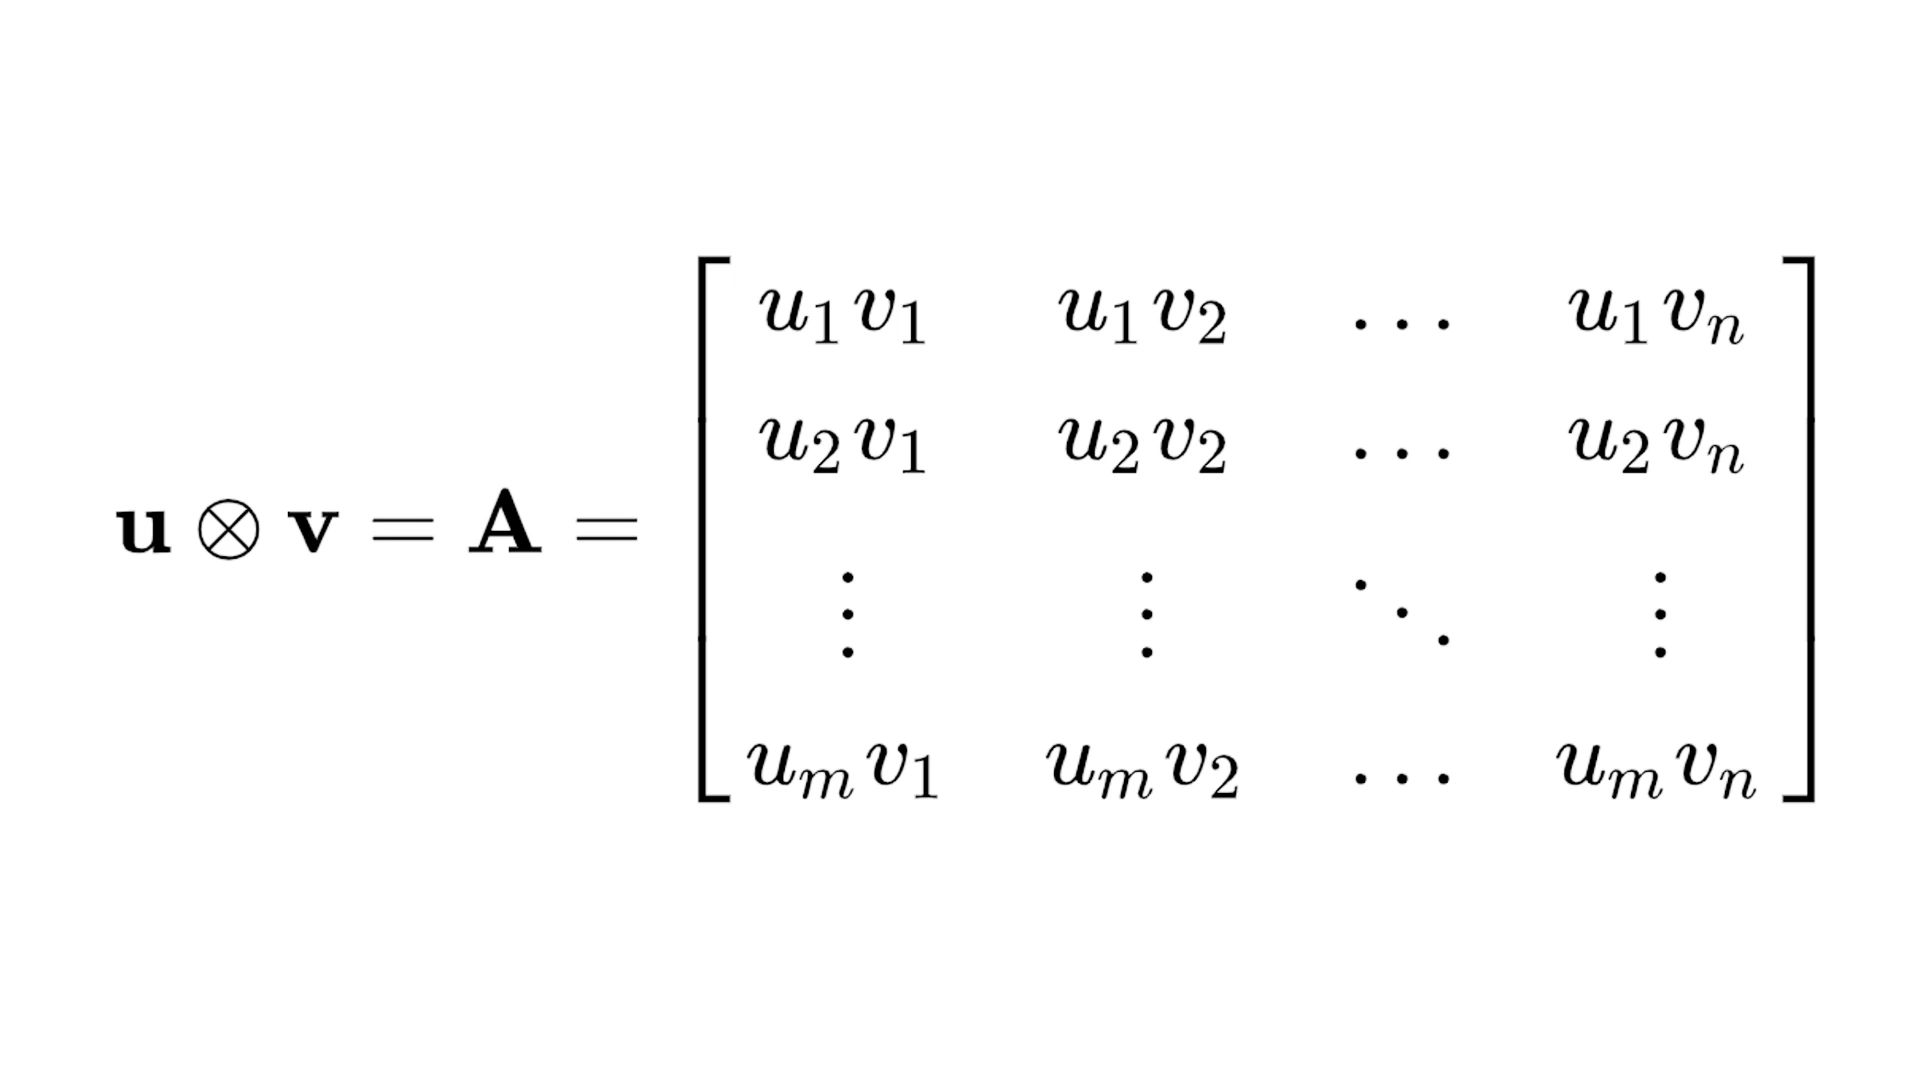 u₁v₁ u₁v₂ … u₁vₙ
u₂v₁ u₂v₂ … u₂vₙ
u ⊗ v = A =
⋮ ⋮ ⋱ ⋮
uₘv₁ uₘv₂ … uₘvₙ